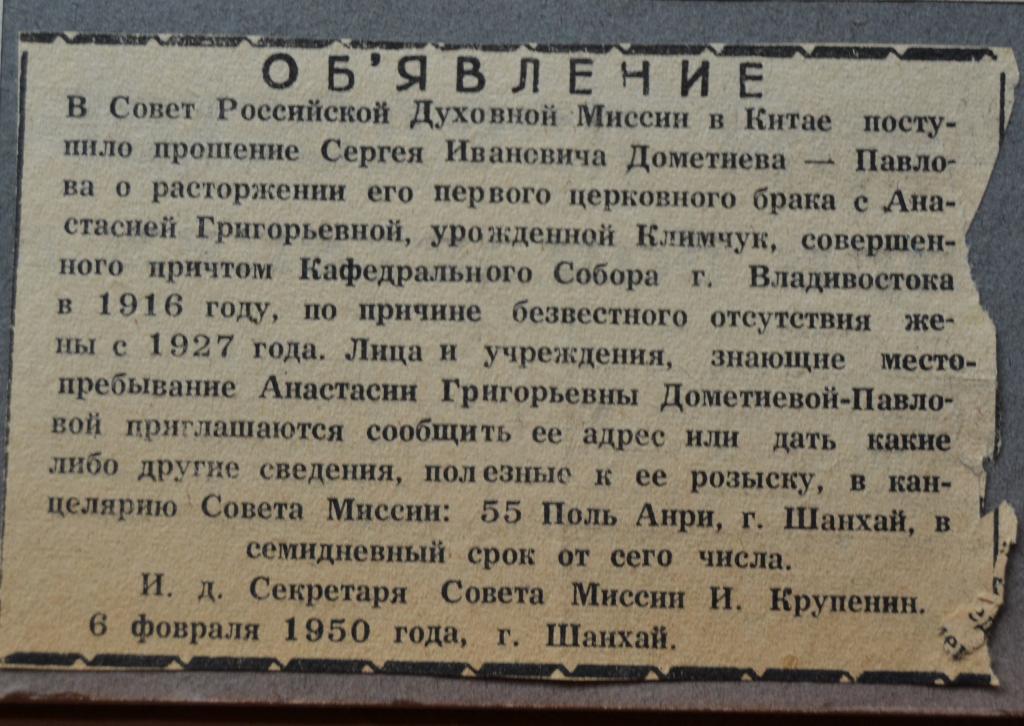 ОБ'ЯВЛЕНИЕ
В Совет Российской Духовной Миссии в Китае посту-
пило прошение Сергея Ивановича Дометиева — Павло-
ва о расторжении его первого церковного брака с Ана-
стасией Григорьевной, урожденной Климчук, совершен-
ного причтом Кафедрального Собора г. Владивостока
в 1916 году, по причине безвестного отсутствия же-
ны с 1927 года. Лица и учреждения, знающие место-
пребывание Анастасии Григорьевны Дометиевой-Павло-
вой приглашаются сообщить ее адрес или дать какие
либо другие сведения, полезные к ее розыску, в кан-
целярию Совета Миссии: 55 Поль Анри, г. Шанхай, в
семидневный срок от сего числа.
И. д. Секретаря Совета Миссии И. Крупенин.
6 фовраля 1950 года, г. Шанхай.